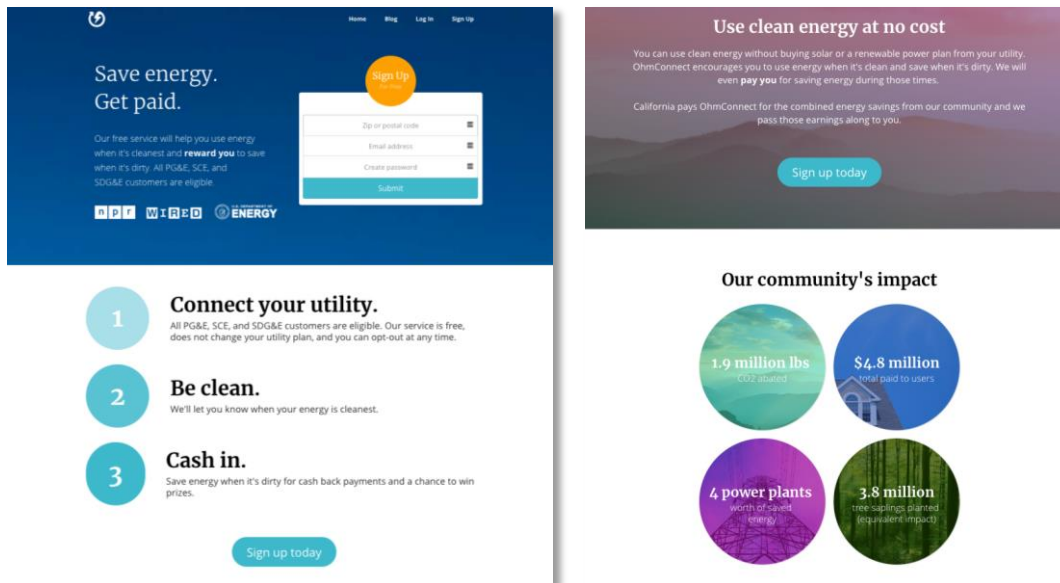 Home Blog Log In Sign Up
Save energy.
Get paid.
Our free service will help you use energy
when it's cleanest and reward you to save
when it's dirty. All PG&E, SCE, and
SDG&E customers are eligible.
npr WIRED U.S. DEPARTMENT OF ENERGY
Sign Up
for free
Zip or postal code
Email address
Create password
Submit
1
Connect your utility.
All PG&E, SCE, and SDG&E customers are eligible. Our service is free,
does not change your utility plan, and you can opt-out at any time.
2
Be clean.
We'll let you know when your energy is cleanest.
3
Cash in.
Save energy when it's dirty for cash back payments and a chance to win
prizes.
Sign up today
Use clean energy at no cost
You can use clean energy without buying solar or a renewable power plan from your utility.
OhmConnect encourages you to use energy when it's clean and save when it's dirty. We will
even pay you for saving energy during those times.
California pays OhmConnect for the combined energy savings from our community and we
pass those earnings along to you.
Sign up today
Our community's impact
1.9 million lbs
CO2 abated
$4.8 million
total paid to users
4 power plants
worth of saved
energy
3.8 million
tree saplings planted
(equivalent impact)